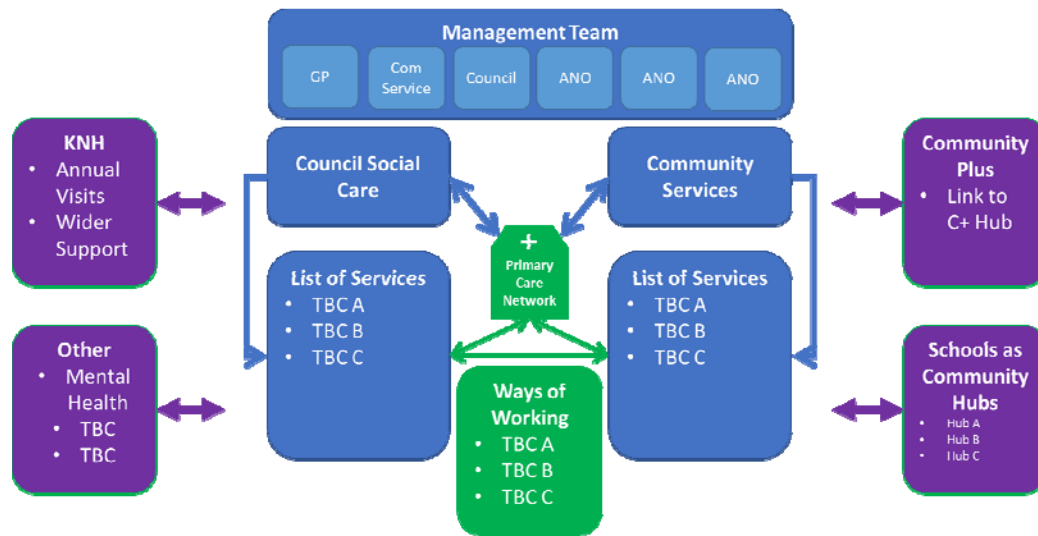 Management Team
GP
Com
Service
Council
ANO
ANO
ANO
KNH
• Annual
Visits
• Wider
Support
Council Social
Care
Community
Services
Community
Plus
• Link to
C+ Hub
+
Primary
Care
Network
List of Services
• TBC A
• TBC B
• TBC C
List of Services
• TBC A
• TBC B
• TBC C
Other
• Mental
Health
• TBC
• TBC
Ways of
Working
• TBC A
• TBC B
• TBC C
Schools as
Community
Hubs
• Hub A
• Hub B
• Hub C